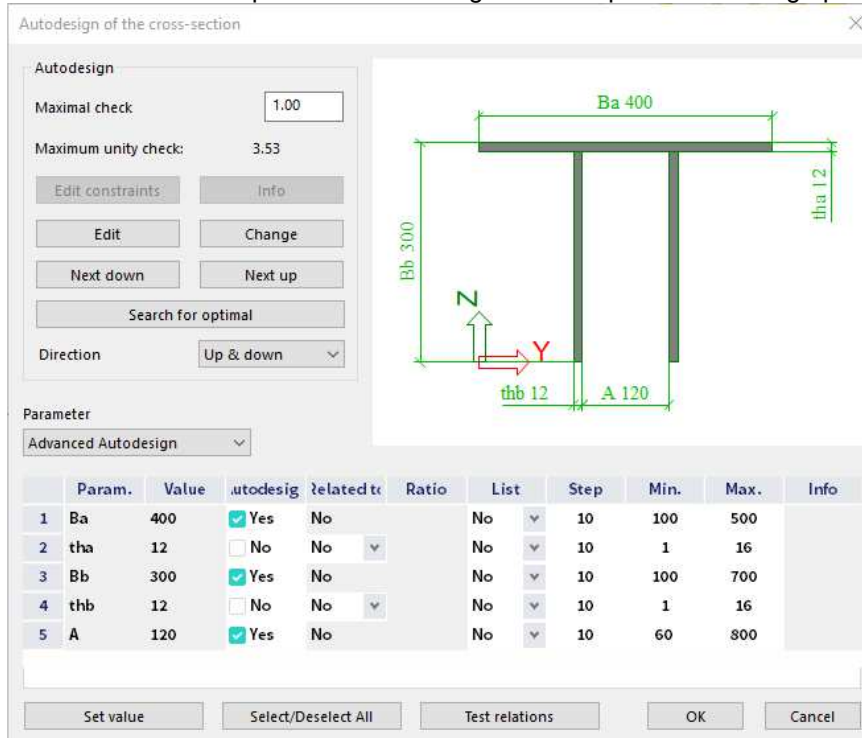 Autodesign of the cross-section
Autodesign
Maximal check 1.00
Maximum unity check: 3.53
Edit constraints Info
Edit Change
Next down Next up
Search for optimal
Direction Up & down
Ba 400
tha 12
Bb 300
Z
Y
thb 12 A 120
Parameter
Advanced Autodesign
Param. Value utodesig Related to Ratio List Step Min. Max. Info
1 Ba 400 Yes No No 10 100 500
2 tha 12 No No No 10 1 16
3 Bb 300 Yes No No 10 100 700
4 thb 12 No No No 10 1 16
5 A 120 Yes No No 10 60 800
Set value Select/Deselect All Test relations OK Cancel